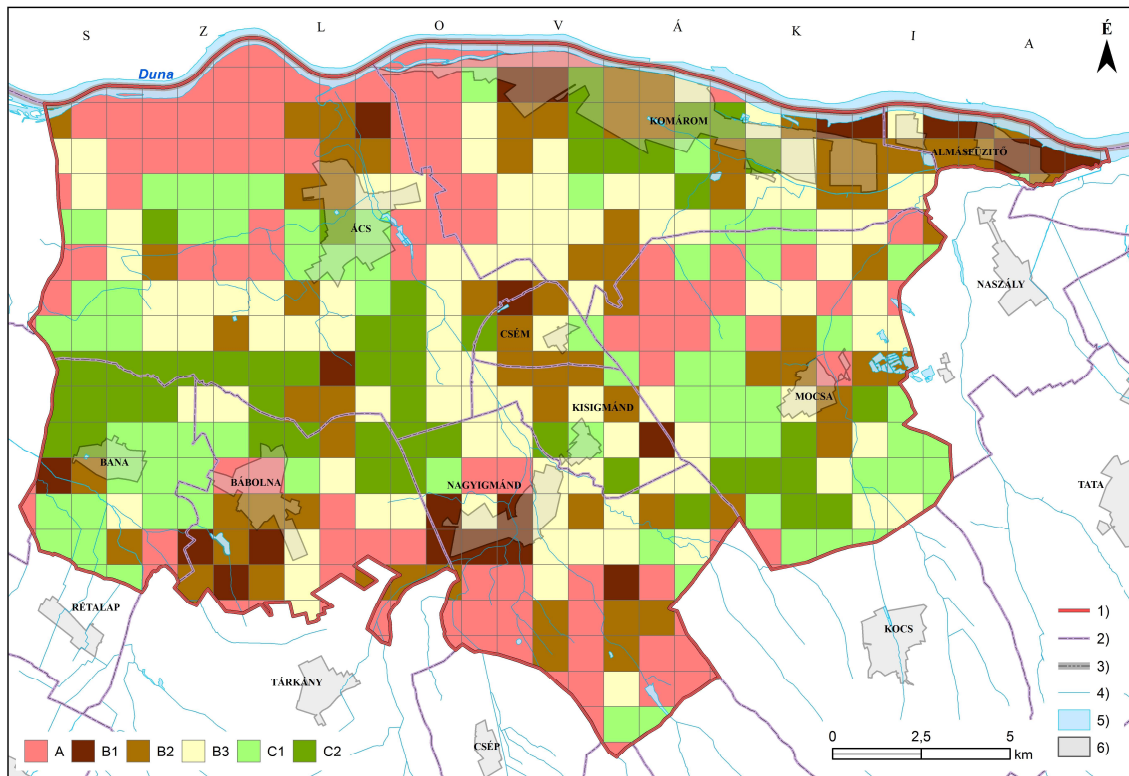 S Z L O V Á K I A
É
Duna
KOMÁROM
ALMÁSFÜZITŐ
ÁCS
NASZÁLY
CSÉM
MOCSA
KISIGMÁND
BANA
BÁBOLNA
NAGYIGMÁND
TATA
RÉTALAP
KOCS
TÁRKÁNY
CSÉP
1)
2)
3)
4)
5)
6)
A B1 B2 B3 C1 C2
0 2,5 5
km